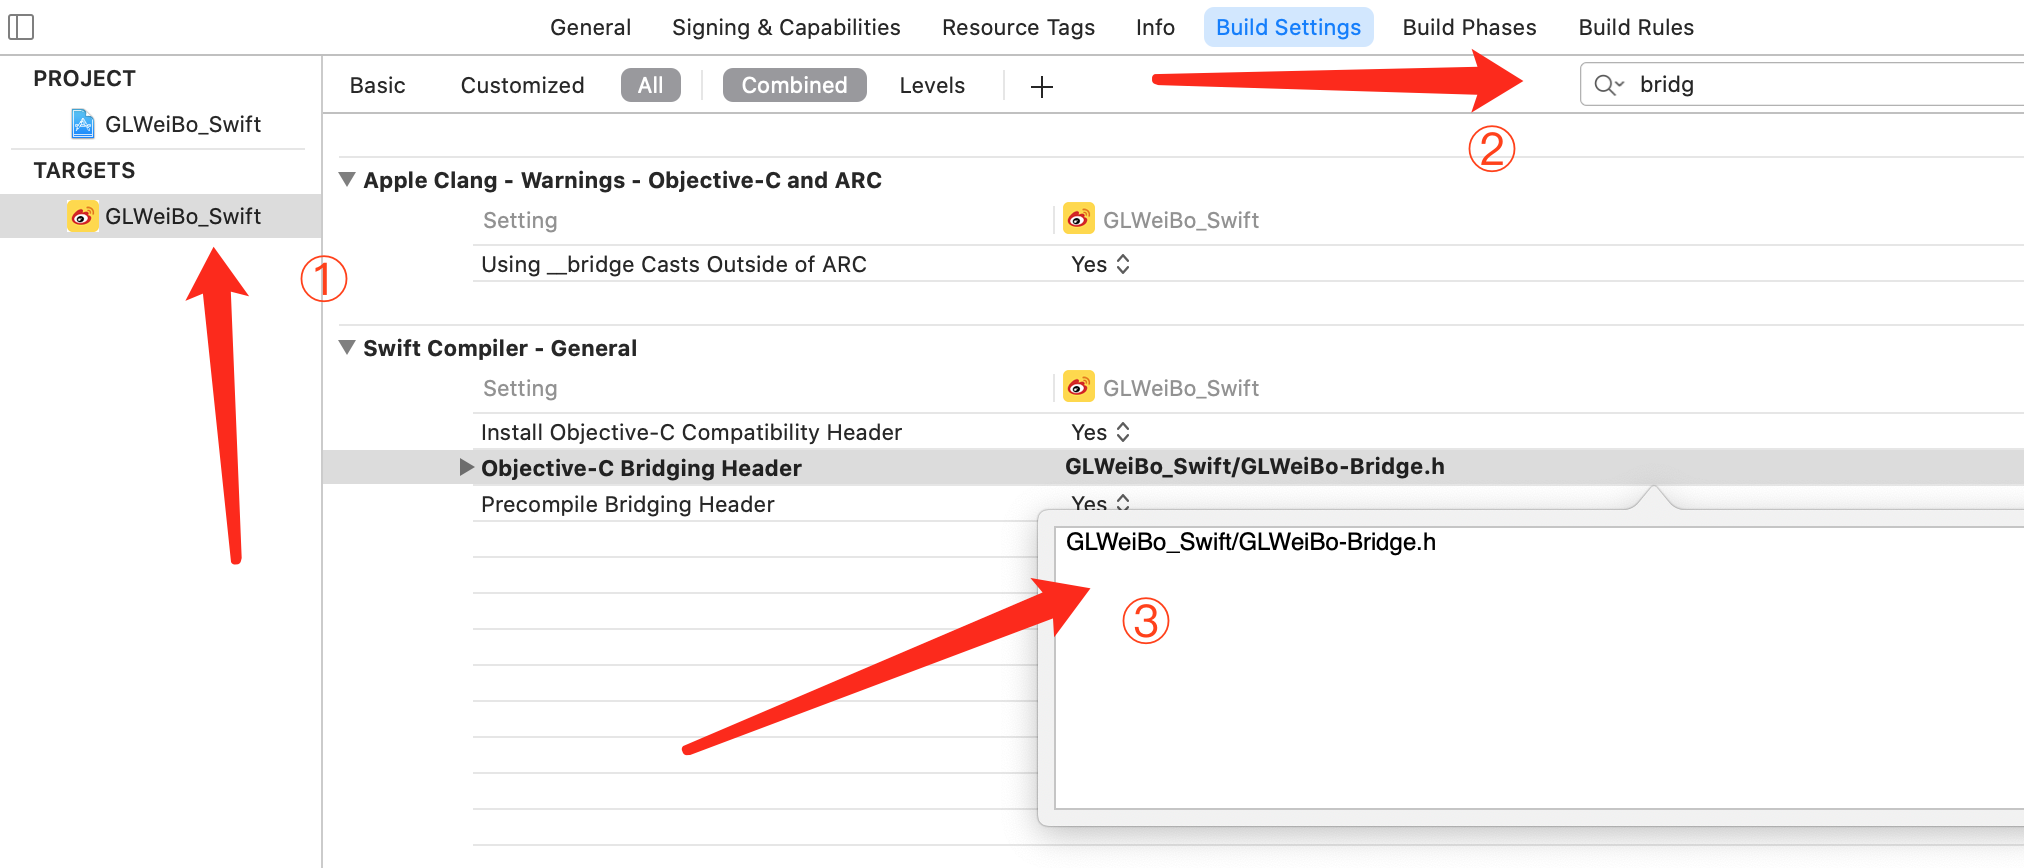 General Signing & Capabilities Resource Tags Info Build Settings Build Phases Build Rules
PROJECT
GLWeiBo_Swift
TARGETS
GLWeiBo_Swift
①
Basic Customized All Combined Levels + bridg
②
Apple Clang - Warnings - Objective-C and ARC
Setting GLWeiBo_Swift
Using __bridge Casts Outside of ARC Yes
Swift Compiler - General
Setting GLWeiBo_Swift
Install Objective-C Compatibility Header Yes
Objective-C Bridging Header GLWeiBo_Swift/GLWeiBo-Bridge.h
Precompile Bridging Header Yes
GLWeiBo_Swift/GLWeiBo-Bridge.h
③